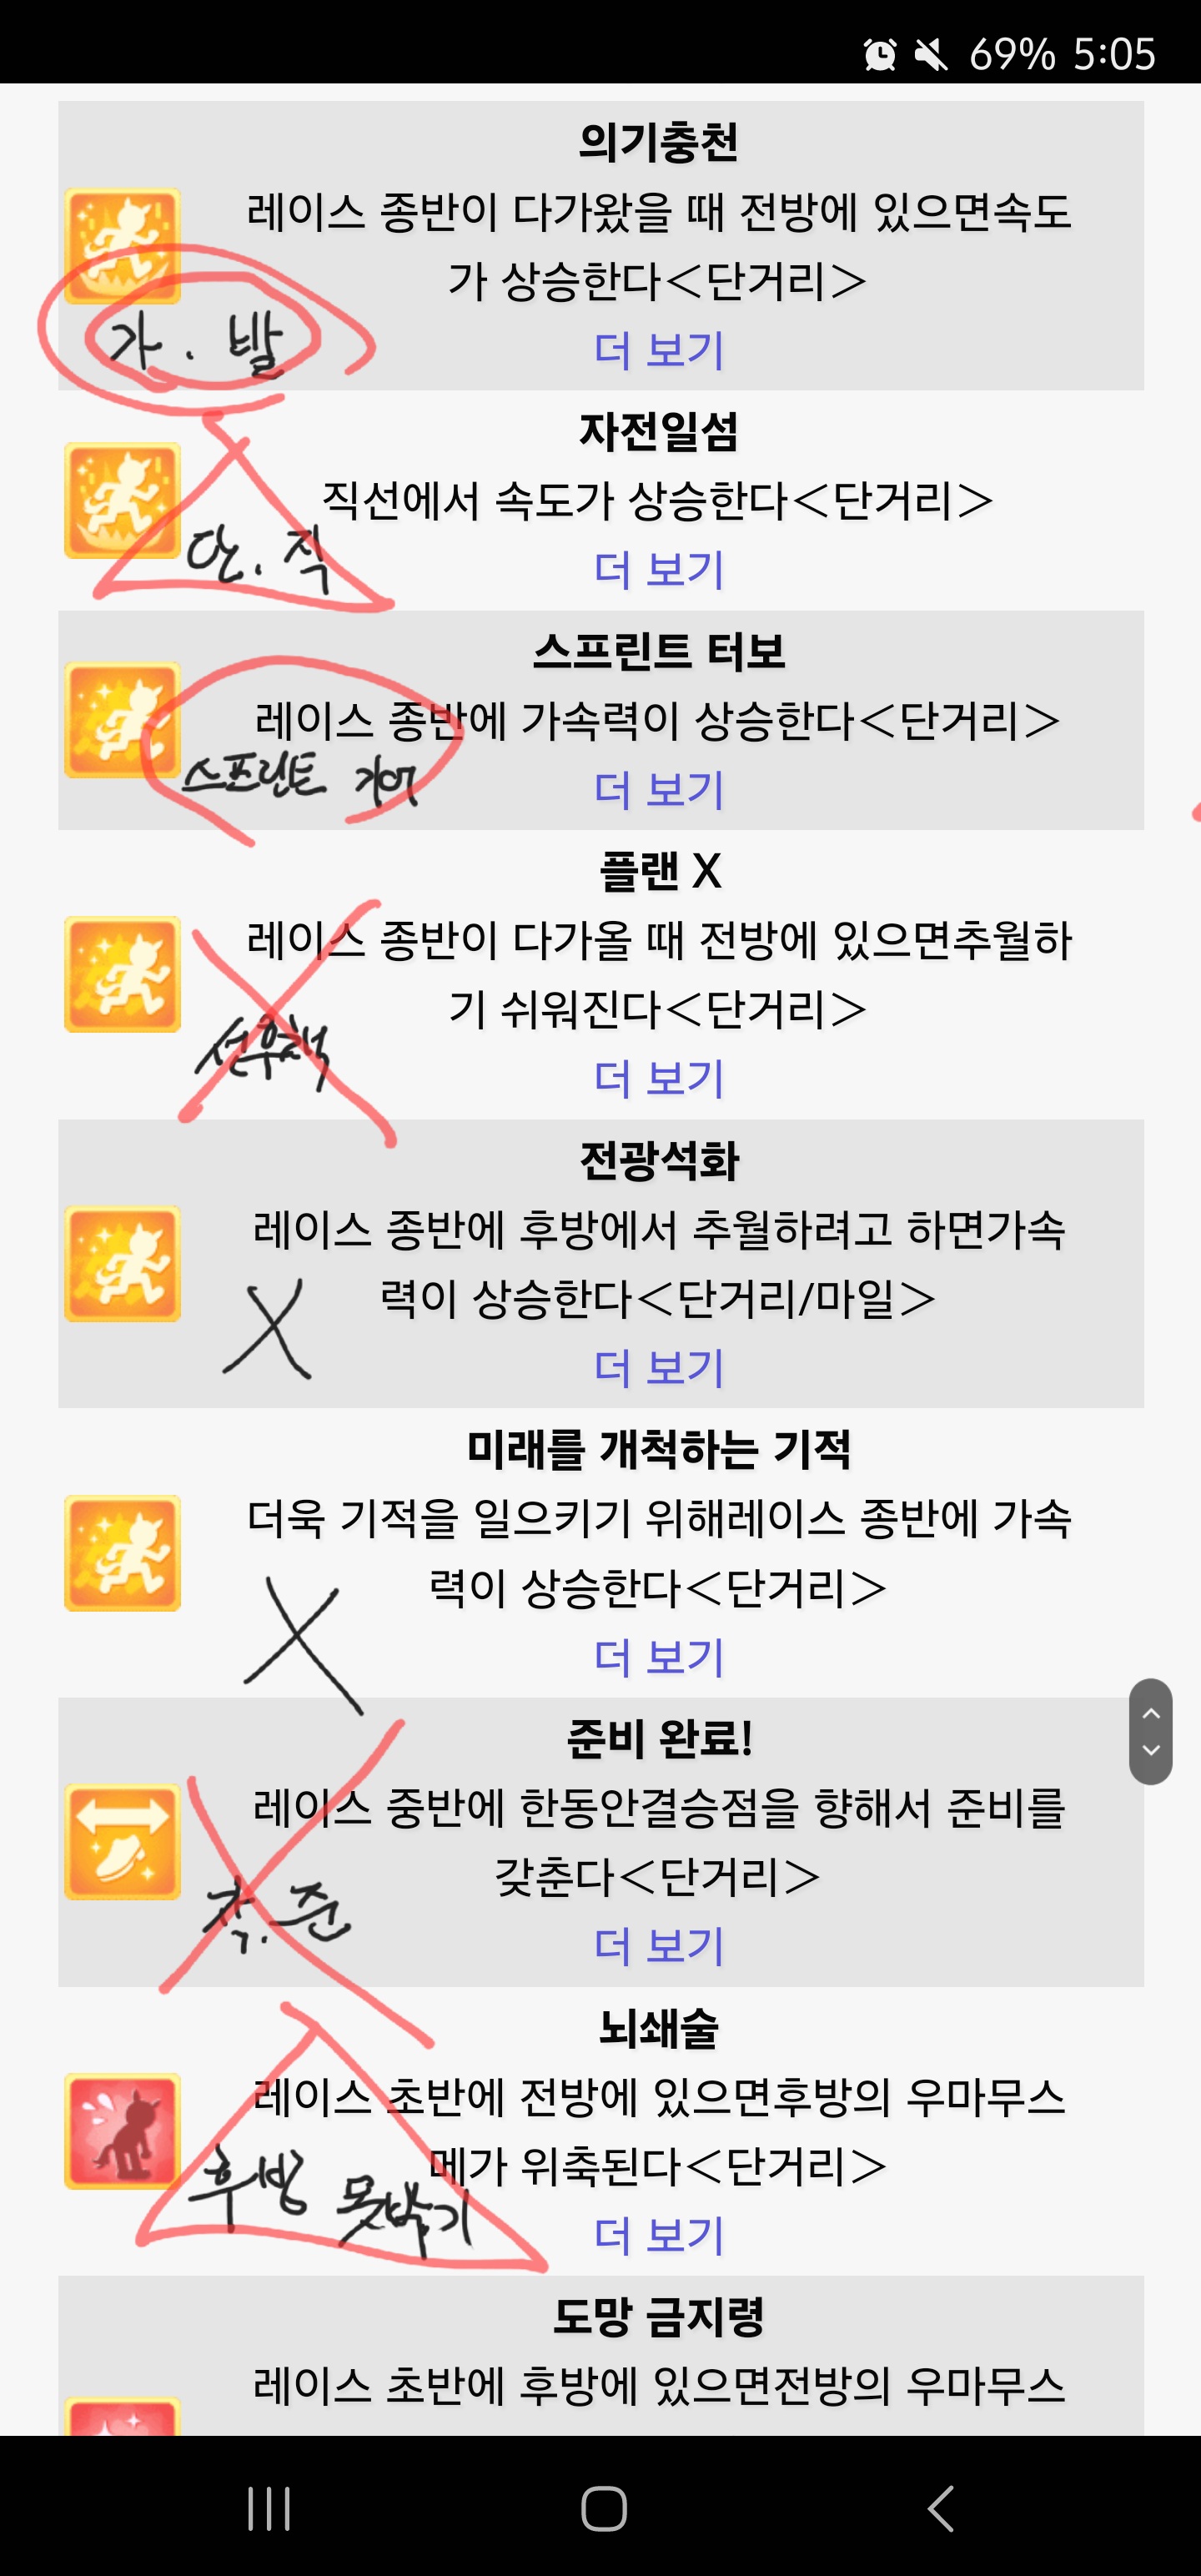 69% 5:05
의기충천
레이스 종반이 다가왔을 때 전방에 있으면속도
가 상승한다<단거리>
가. 발
더 보기
자전일섬
직선에서 속도가 상승한다<단거리>
단. 직
더 보기
스프린트 터보
레이스 종반에 가속력이 상승한다<단거리>
스프린트 기어
더 보기
플랜 X
레이스 종반이 다가올 때 전방에 있으면추월하
기 쉬워진다<단거리>
선수필
더 보기
전광석화
레이스 종반에 후방에서 추월하려고 하면가속
력이 상승한다<단거리/마일>
X
더 보기
미래를 개척하는 기적
더욱 기적을 일으키기 위해레이스 종반에 가속
력이 상승한다<단거리>
X
더 보기
준비 완료!
레이스 중반에 한동안결승점을 향해서 준비를
갖춘다<단거리>
착. 준
더 보기
뇌쇄술
레이스 초반에 전방에 있으면후방의 우마무스
메가 위축된다<단거리>
후방 못박기
더 보기
도망 금지령
레이스 초반에 후방에 있으면전방의 우마무스